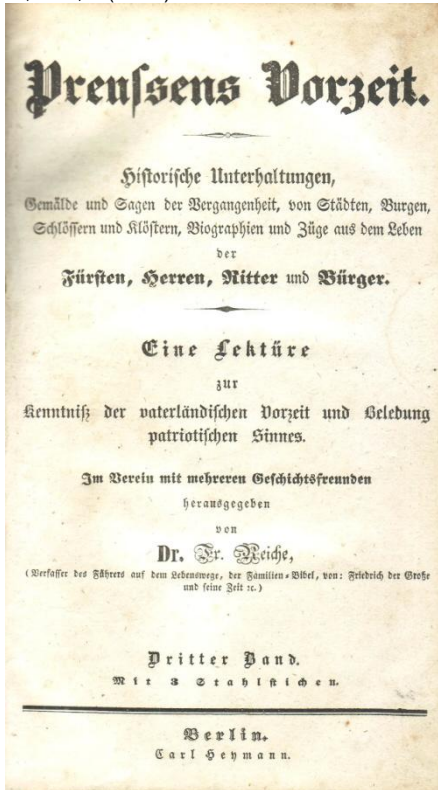 Preuſsens Vorzeit.
Hiſtoriſche Unterhaltungen,
Gemälde und Sagen der Vergangenheit, von Städten, Burgen,
Schlöſſern und Klöſtern, Biographien und Züge aus dem Leben
der
Fürſten, Herren, Ritter und Bürger.
Eine Lektüre
zur
Kenntniß der vaterländiſchen Vorzeit und Belebung
patriotiſchen Sinnes.
Im Verein mit mehreren Geſchichtsfreunden
herausgegeben
von
Dr. Fr. Reiche,
(Verfaſſer des Führers auf dem Lebenswege, der Familien-Bibel, von: Friedrich der Große
und ſeine Zeit ꝛc.)
Dritter Band.
Mit 3 Stahlſtichen.
Berlin.
Carl Heymann.